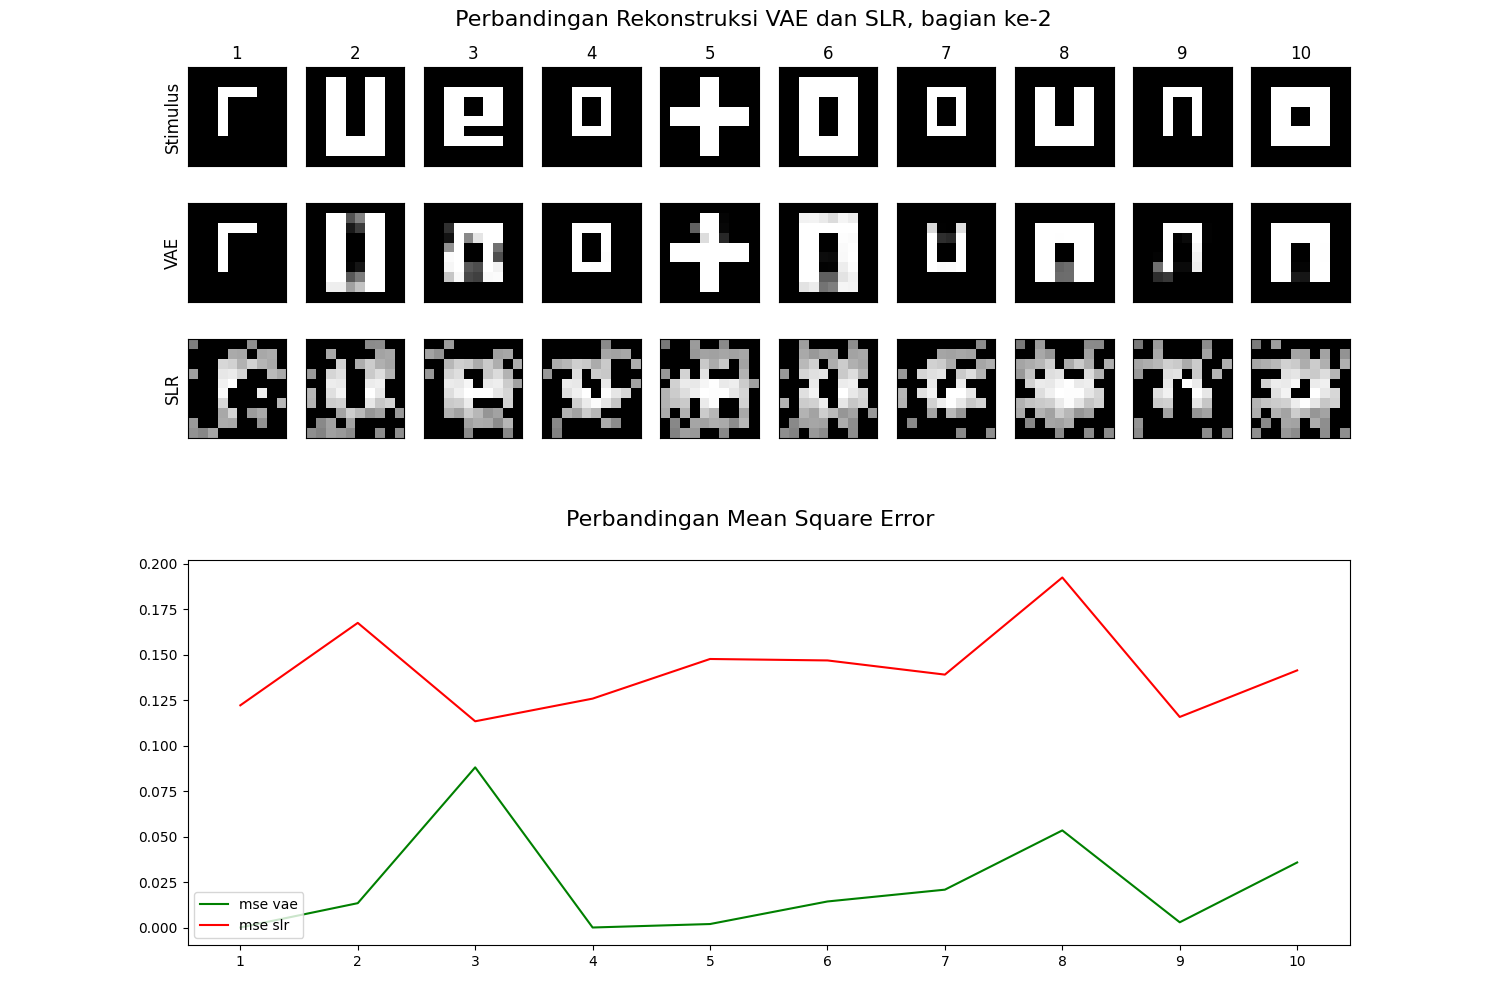 Perbandingan Rekonstruksi VAE dan SLR, bagian ke-2
1 2 3 4 5 6 7 8 9 10
Stimulus
VAE
SLR
Perbandingan Mean Square Error
0.200
0.175
0.150
0.125
0.100
0.075
0.050
0.025
0.000
mse vae
mse slr
1 2 3 4 5 6 7 8 9 10